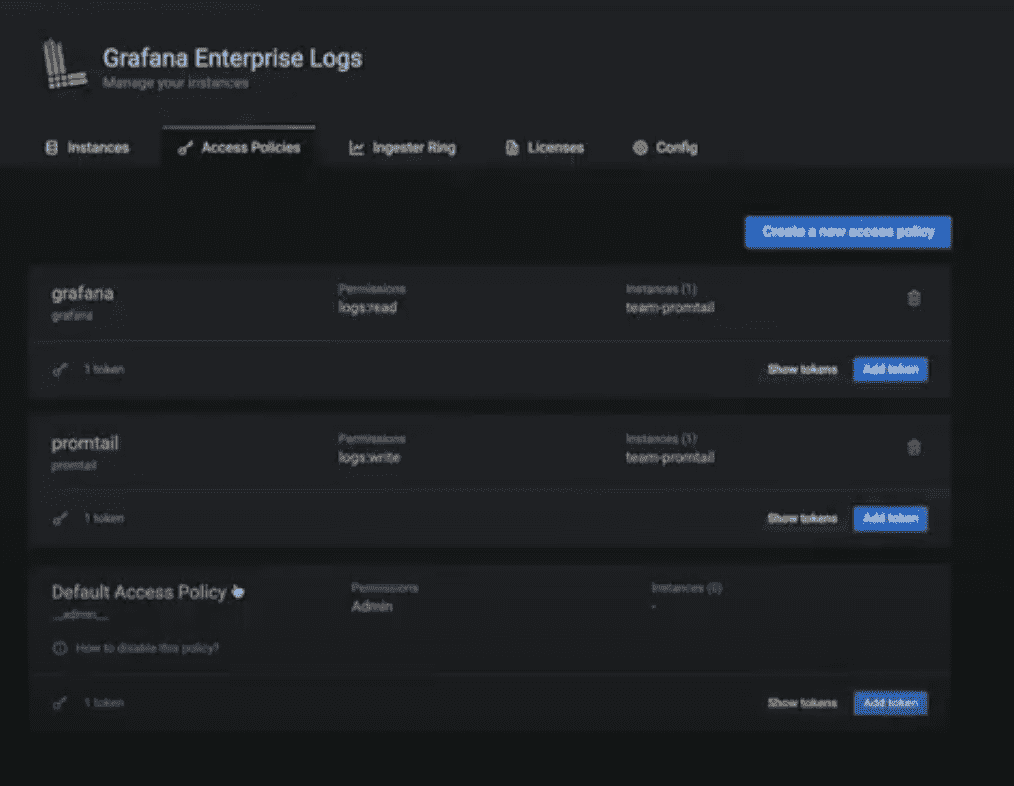 Grafana Enterprise Logs
Manage your instances
Instances
Access Policies
Ingester Ring
Licenses
Config
Create a new access policy
grafana
grafana
Permissions
logs:read
Instances (1)
team-promtail
1 token
Show tokens
Add token
promtail
promtail
Permissions
logs:write
Instances (1)
team-promtail
1 token
Show tokens
Add token
Default Access Policy
__admin__
Permissions
Admin
Instances (0)
-
How to disable this policy?
1 token
Show tokens
Add token